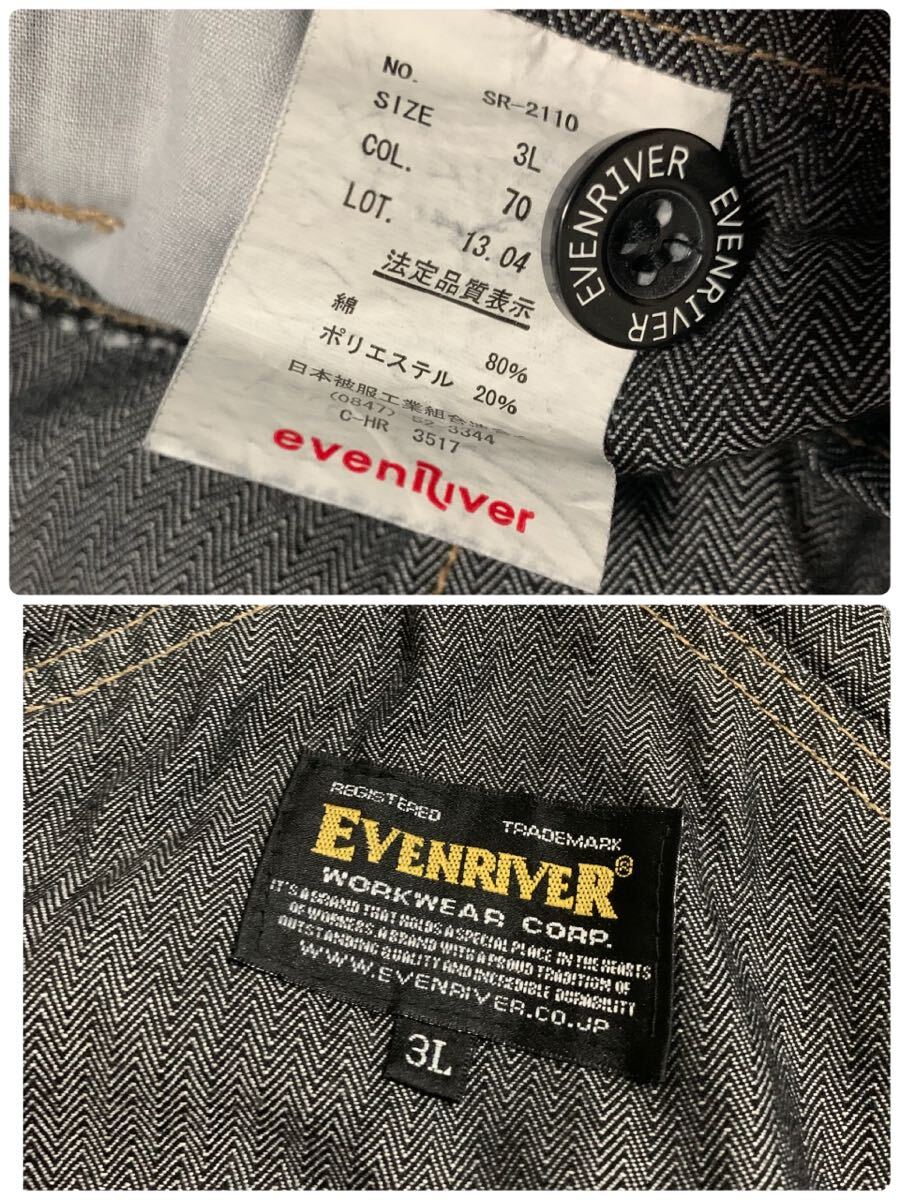 NO. SR-2110
SIZE 3L
COL. 70
LOT. 13.04
法定品質表示
綿 80%
ポリエステル 20%
日本被服工業組合
(0847) 52 3344
C-HR 3517
evenRiver
EVENRIVER EVENRIVER
REGISTERED TRADEMARK
EVENRIVER®
WORKWEAR CORP.
IT'S A BRAND THAT HOLDS A SPECIAL PLACE IN THE HEARTS
OF WORKERS. A BRAND WITH A PROUD TRADITION OF
OUTSTANDING QUALITY AND INCREDIBLE DURABILITY
WWW.EVENRIVER.CO.JP
3L